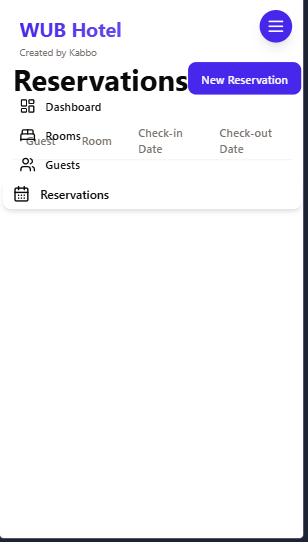 WUB Hotel
Created by Kabbo
Reservations New Reservation
Dashboard
Rooms
Guest Room Check-in Date Check-out Date
Guests
Reservations